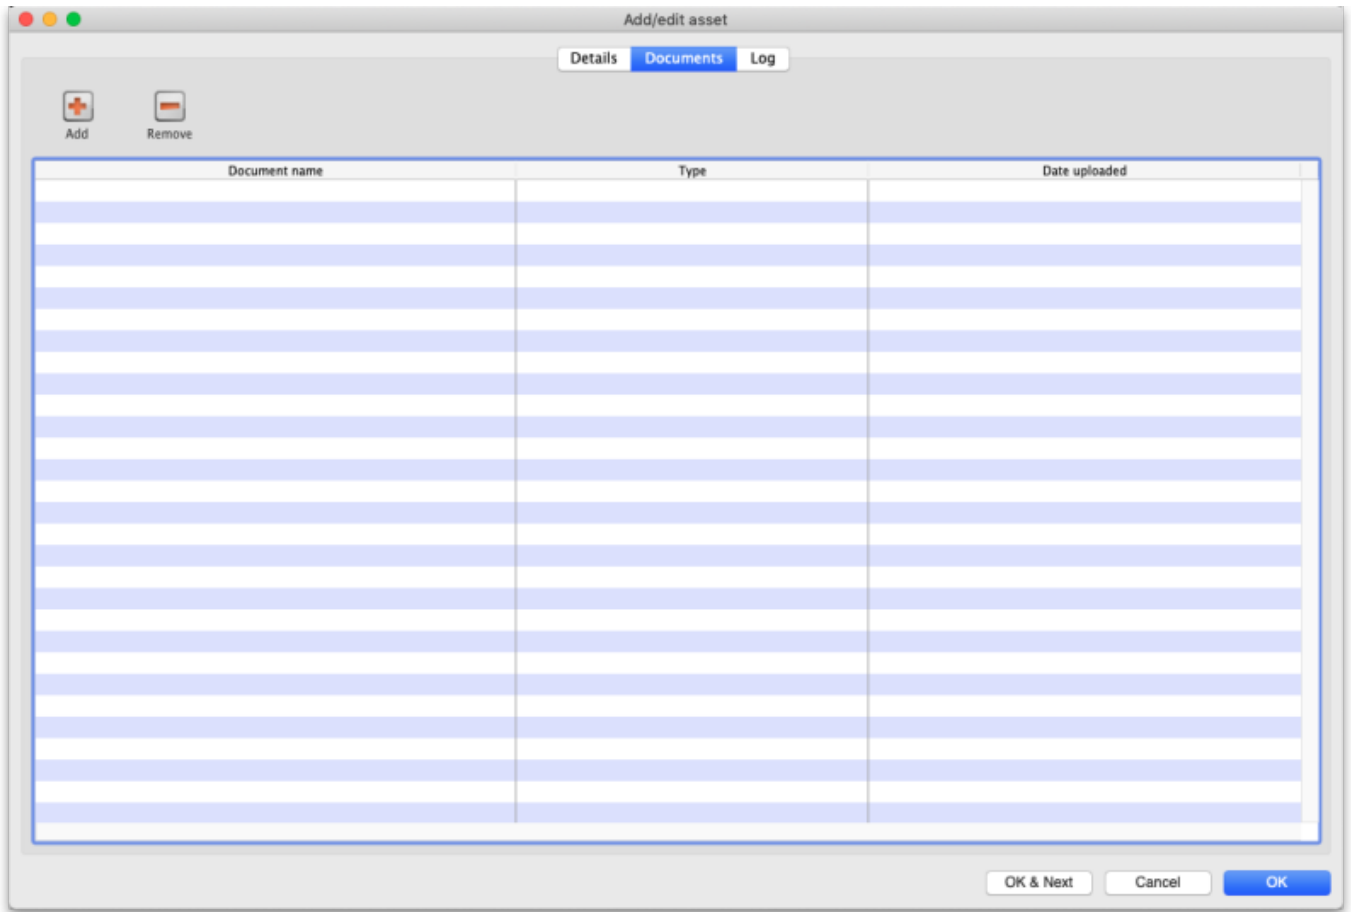 Add/edit asset
Details Documents Log
Add Remove
Document name Type Date uploaded
OK & Next Cancel OK